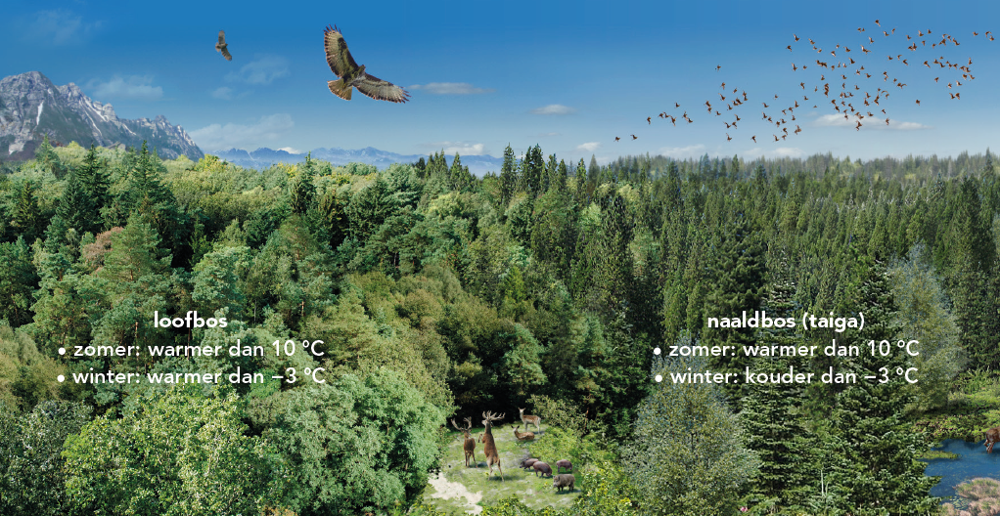 loofbos
• zomer: warmer dan 10 °C
• winter: warmer dan −3 °C
naaldbos (taiga)
• zomer: warmer dan 10 °C
• winter: kouder dan −3 °C